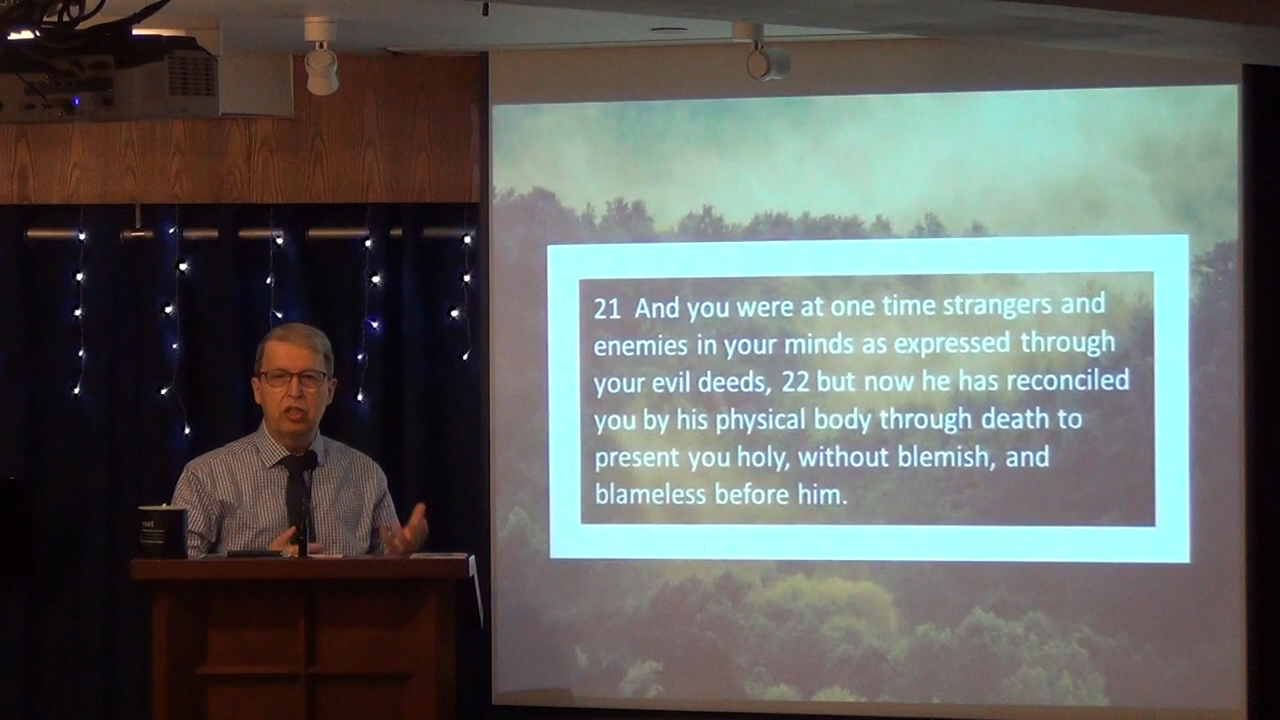 21 And you were at one time strangers and
enemies in your minds as expressed through
your evil deeds, 22 but now he has reconciled
you by his physical body through death to
present you holy, without blemish, and
blameless before him.